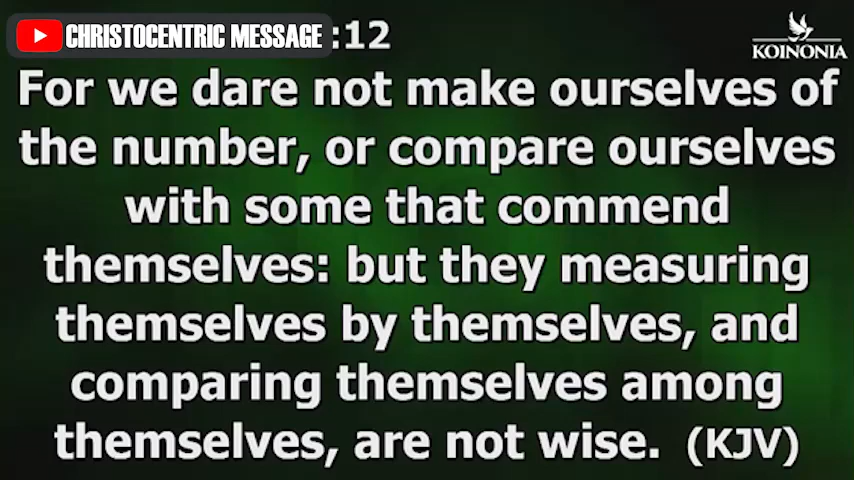 CHRISTOCENTRIC MESSAGE :12
KOINONIA
For we dare not make ourselves of
the number, or compare ourselves
with some that commend
themselves: but they measuring
themselves by themselves, and
comparing themselves among
themselves, are not wise. (KJV)